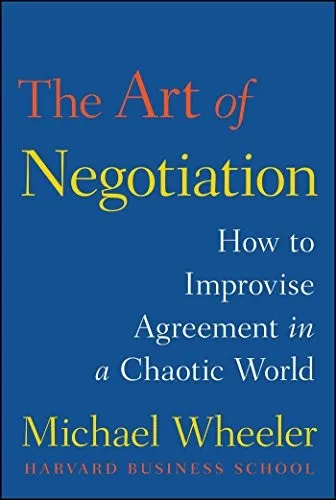 The Art of
Negotiation
How to
Improvise
Agreement in
a Chaotic World
Michael Wheeler
HARVARD BUSINESS SCHOOL